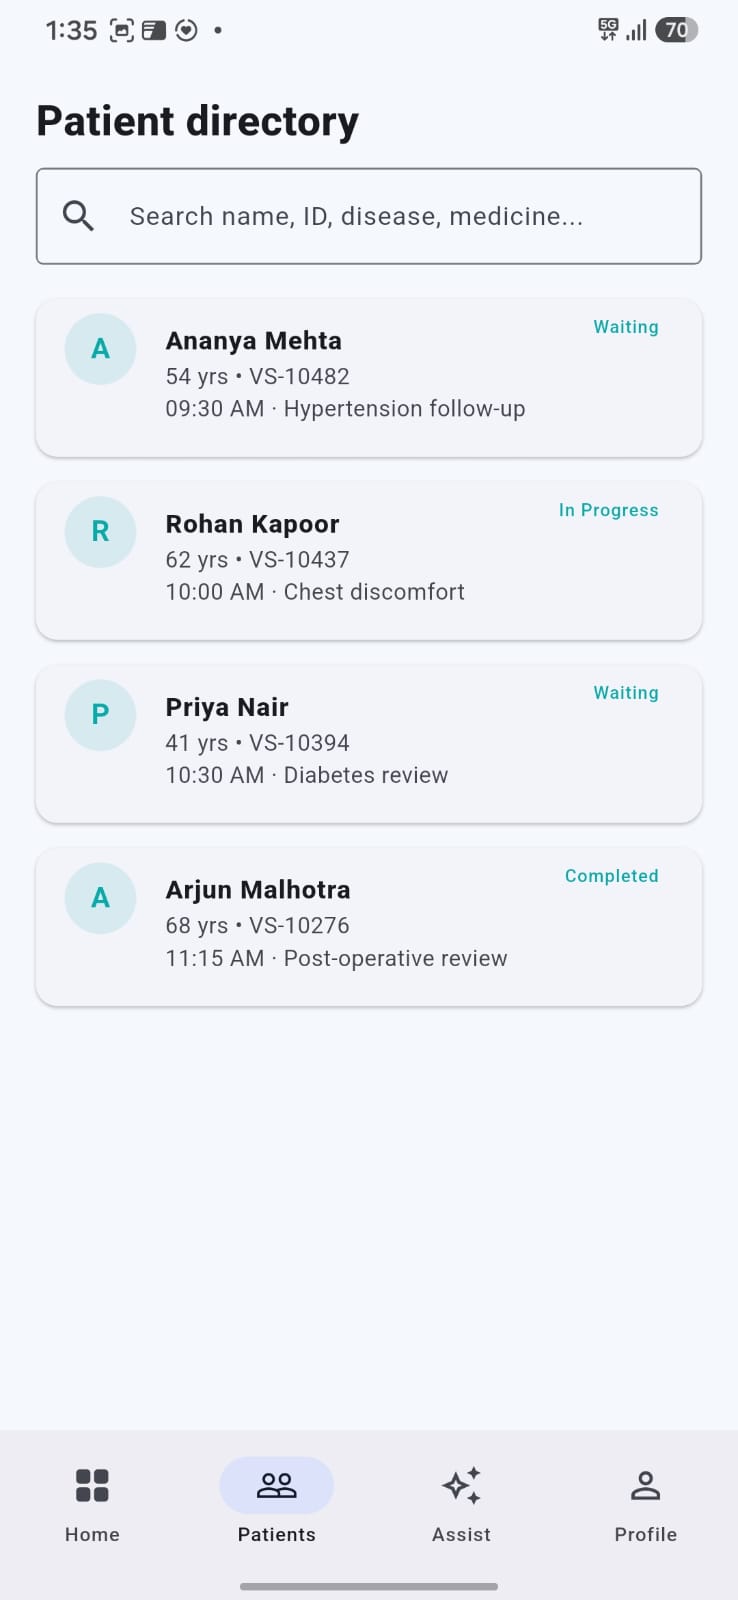 1:35
5G
70
Patient directory
Search name, ID, disease, medicine...
A
Ananya Mehta
Waiting
54 yrs • VS-10482
09:30 AM · Hypertension follow-up
R
Rohan Kapoor
In Progress
62 yrs • VS-10437
10:00 AM · Chest discomfort
P
Priya Nair
Waiting
41 yrs • VS-10394
10:30 AM · Diabetes review
A
Arjun Malhotra
Completed
68 yrs • VS-10276
11:15 AM · Post-operative review
Home
Patients
Assist
Profile